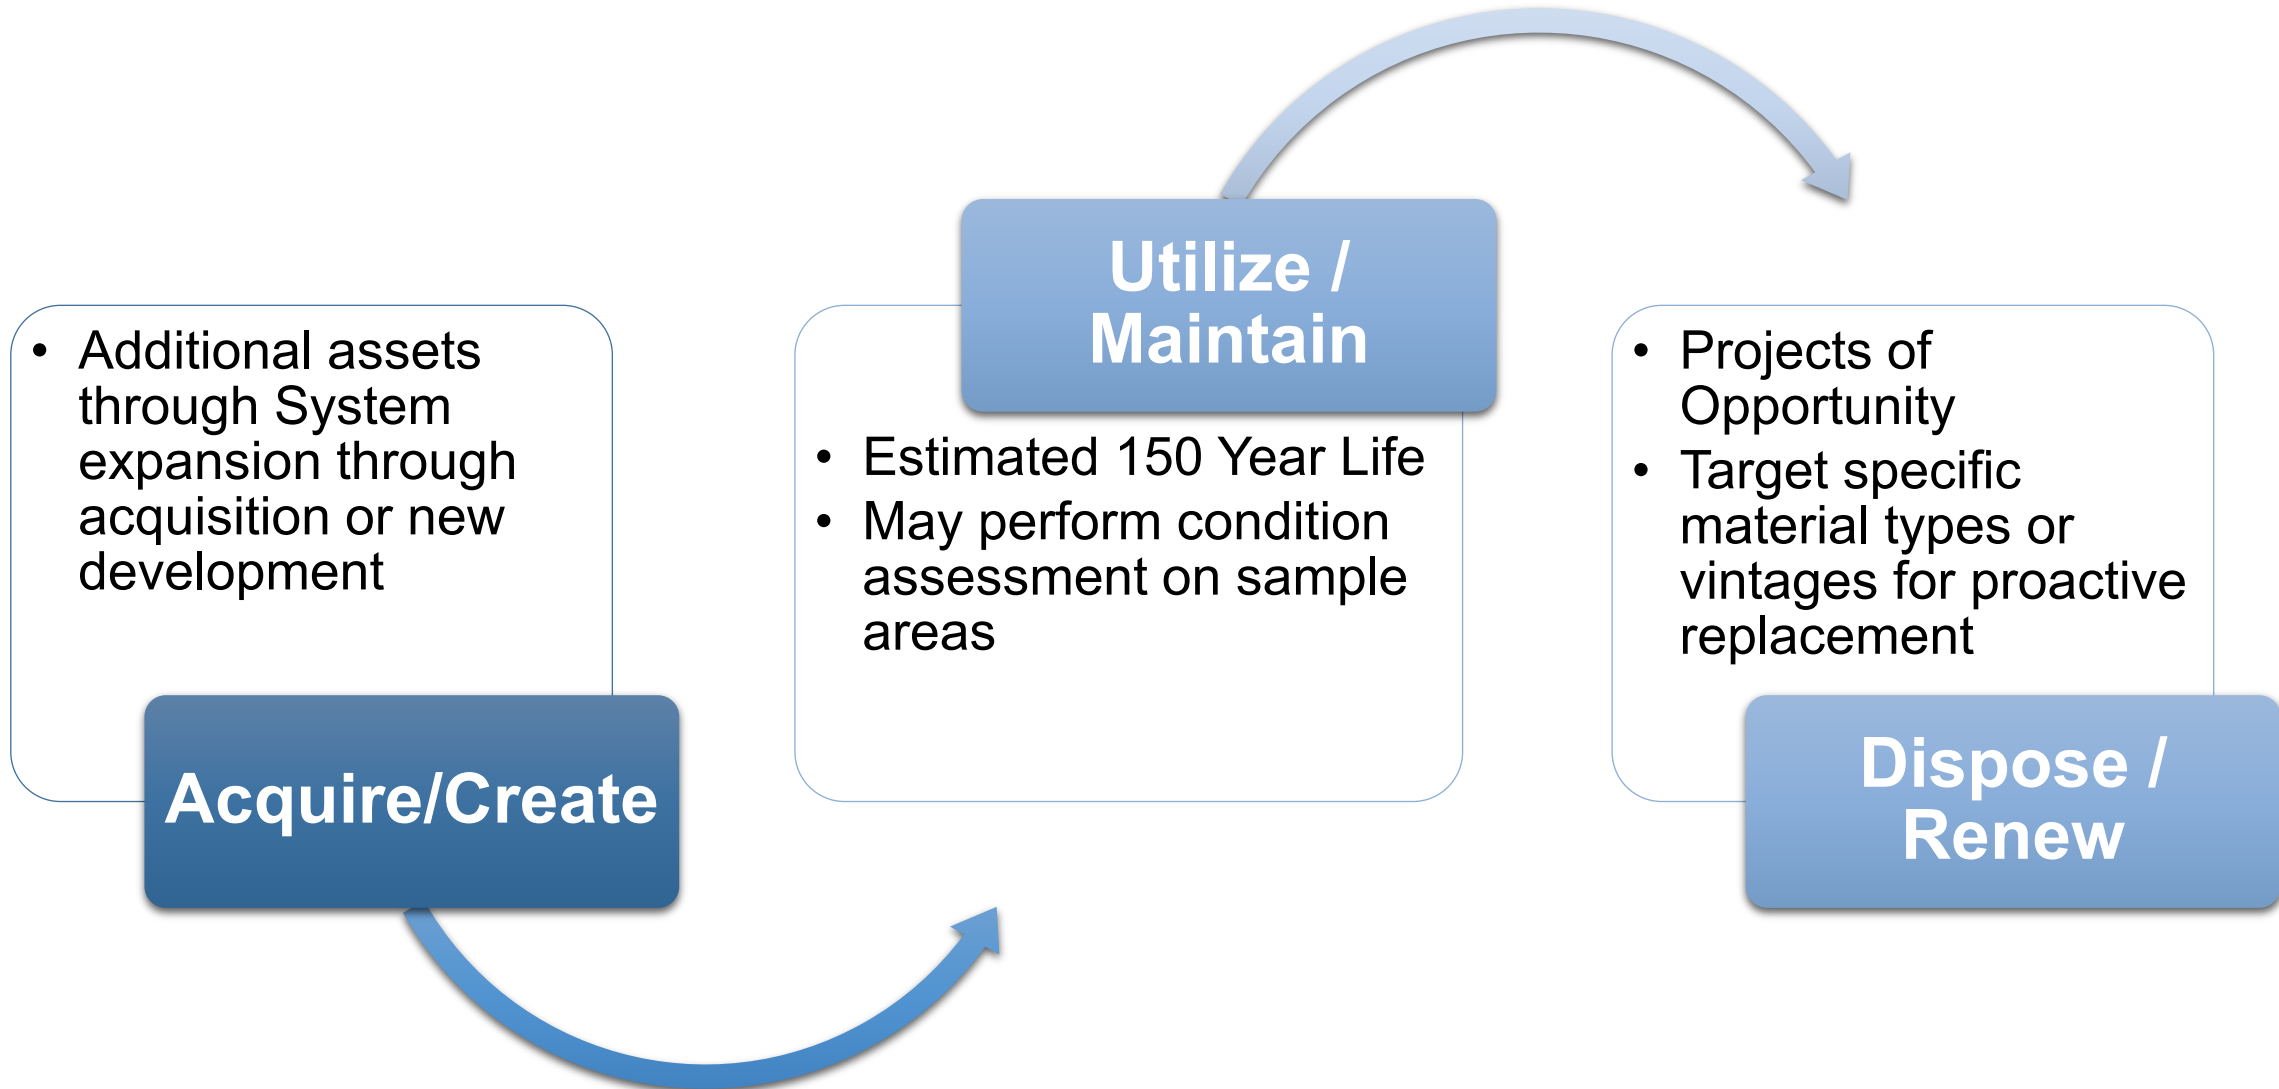 • Additional assets
through System
expansion through
acquisition or new
development
Acquire/Create
Utilize /
Maintain
• Estimated 150 Year Life
• May perform condition
assessment on sample
areas
• Projects of
Opportunity
• Target specific
material types or
vintages for proactive
replacement
Dispose /
Renew